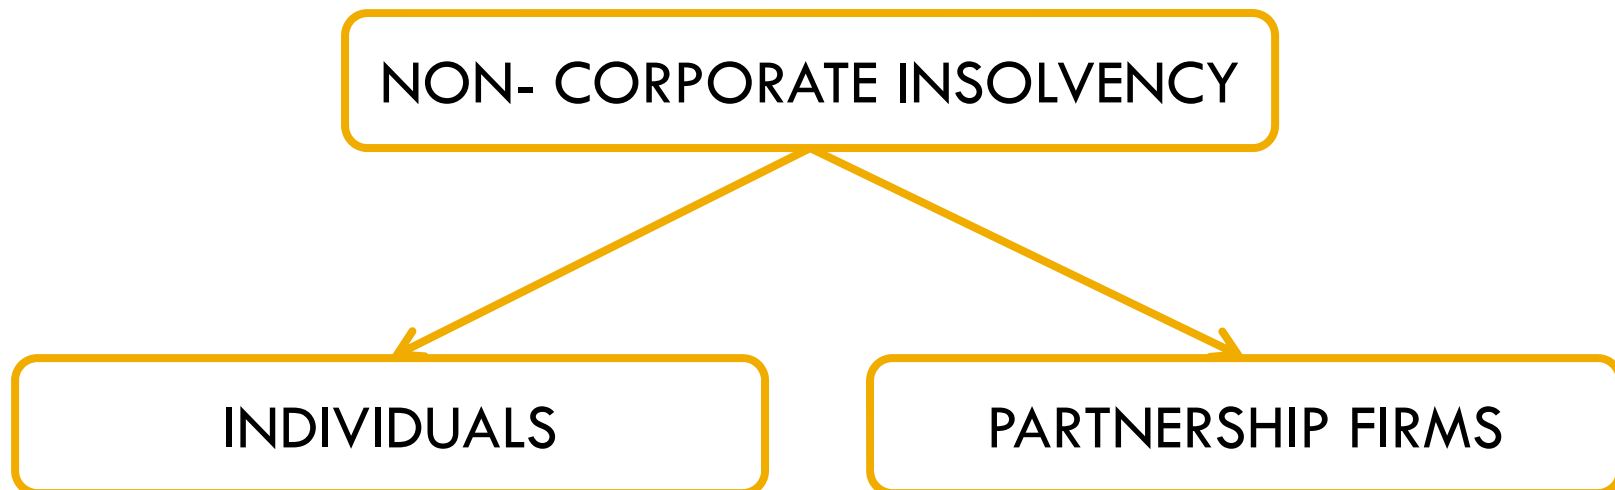 NON- CORPORATE INSOLVENCY
INDIVIDUALS
PARTNERSHIP FIRMS